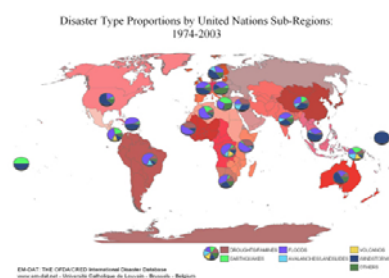 Disaster Type Proportions by United Nations Sub-Regions:
1974-2003
DROUGHTS/FAMINES
FLOODS
VOLCANOS
EARTHQUAKES
AVALANCHES/LANDSLIDES
WINDSTORMS
OTHERS
EM-DAT: THE OFDA/CRED International Disaster Database
www.em-dat.net - Université Catholique de Louvain - Brussels - Belgium